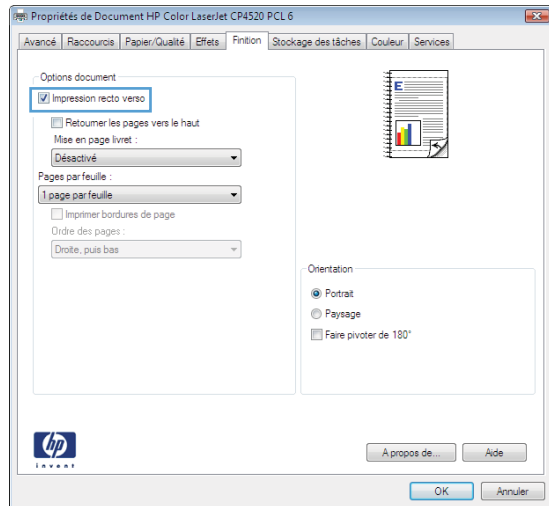 Propriétés de Document HP Color LaserJet CP4520 PCL 6
Avancé Raccourcis Papier/Qualité Effets Finition Stockage des tâches Couleur Services
Options document
Impression recto verso
Retourner les pages vers le haut
Mise en page livret :
Désactivé
Pages par feuille :
1 page par feuille
Imprimer bordures de page
Ordre des pages :
Droite, puis bas
E
Orientation
Portrait
Paysage
Faire pivoter de 180°
hp
invent
A propos de... Aide
OK Annuler